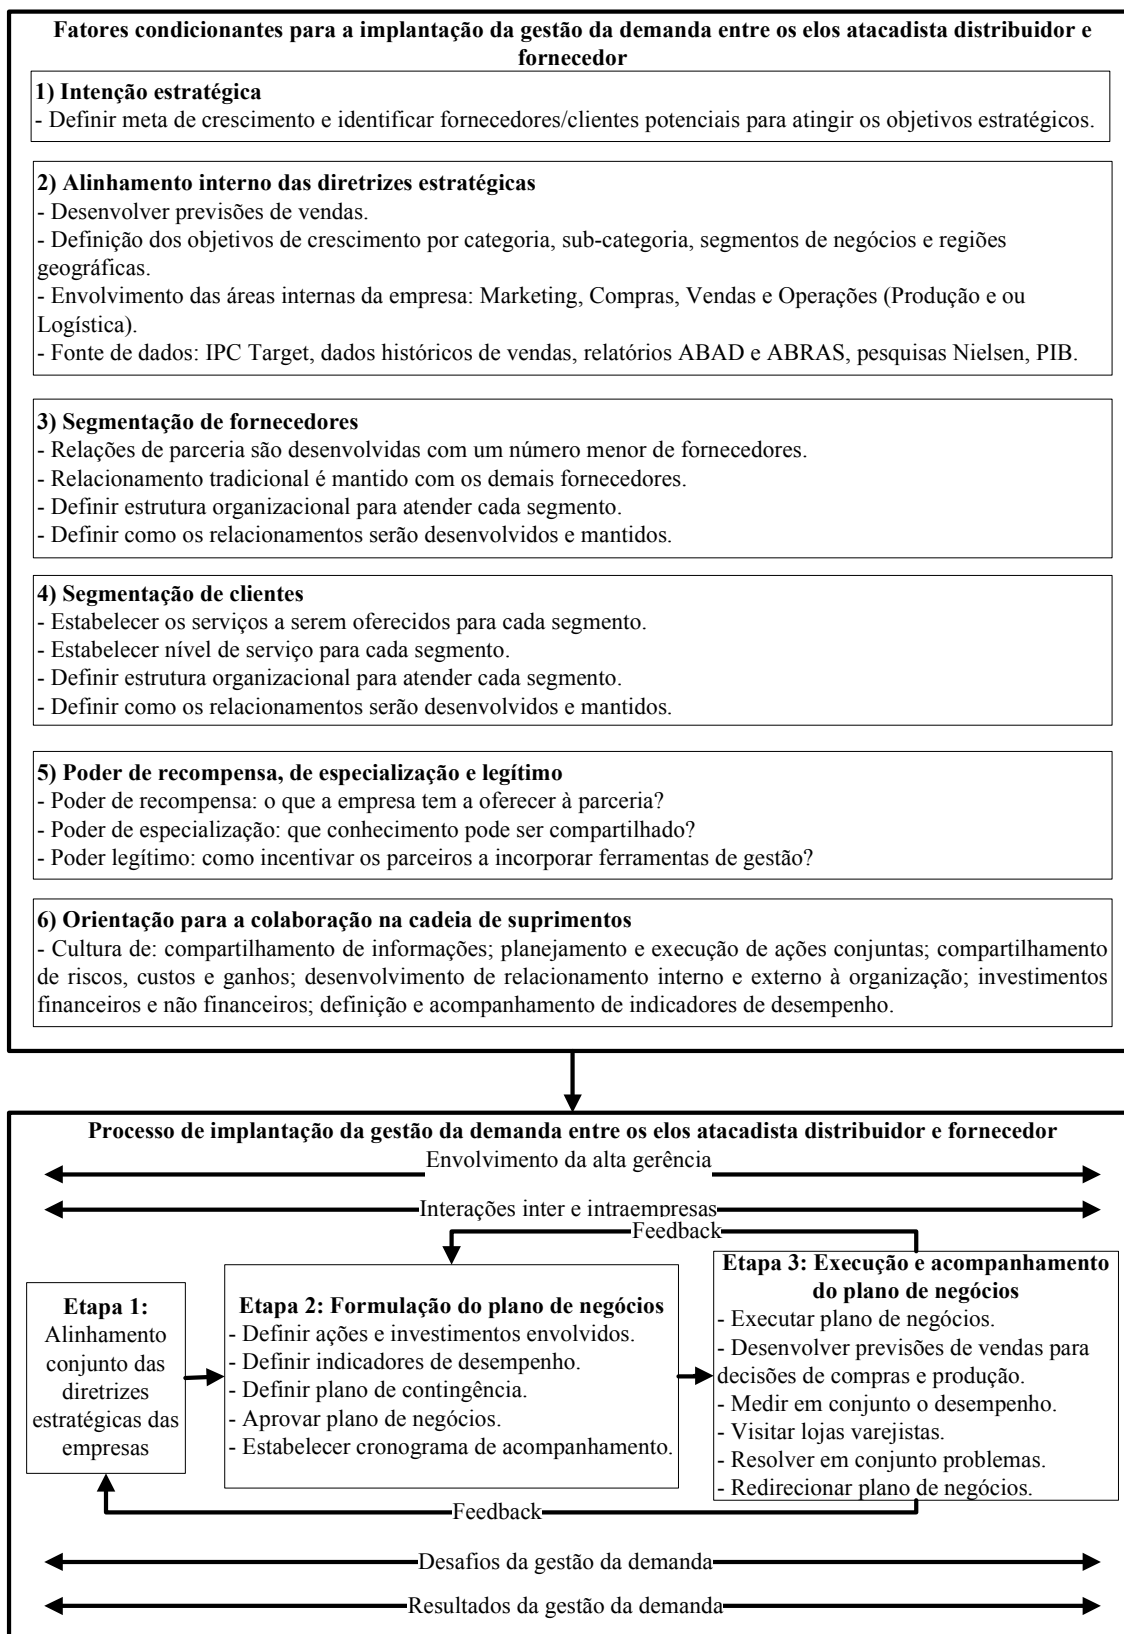 Fatores condicionantes para a implantação da gestão da demanda entre os elos atacadista distribuidor e
fornecedor
1) Intenção estratégica
- Definir meta de crescimento e identificar fornecedores/clientes potenciais para atingir os objetivos estratégicos.
2) Alinhamento interno das diretrizes estratégicas
- Desenvolver previsões de vendas.
- Definição dos objetivos de crescimento por categoria, sub-categoria, segmentos de negócios e regiões
geográficas.
- Envolvimento das áreas internas da empresa: Marketing, Compras, Vendas e Operações (Produção e ou
Logística).
- Fonte de dados: IPC Target, dados históricos de vendas, relatórios ABAD e ABRAS, pesquisas Nielsen, PIB.
3) Segmentação de fornecedores
- Relações de parceria são desenvolvidas com um número menor de fornecedores.
- Relacionamento tradicional é mantido com os demais fornecedores.
- Definir estrutura organizacional para atender cada segmento.
- Definir como os relacionamentos serão desenvolvidos e mantidos.
4) Segmentação de clientes
- Estabelecer os serviços a serem oferecidos para cada segmento.
- Estabelecer nível de serviço para cada segmento.
- Definir estrutura organizacional para atender cada segmento.
- Definir como os relacionamentos serão desenvolvidos e mantidos.
5) Poder de recompensa, de especialização e legítimo
- Poder de recompensa: o que a empresa tem a oferecer à parceria?
- Poder de especialização: que conhecimento pode ser compartilhado?
- Poder legítimo: como incentivar os parceiros a incorporar ferramentas de gestão?
6) Orientação para a colaboração na cadeia de suprimentos
- Cultura de: compartilhamento de informações; planejamento e execução de ações conjuntas; compartilhamento
de riscos, custos e ganhos; desenvolvimento de relacionamento interno e externo à organização; investimentos
financeiros e não financeiros; definição e acompanhamento de indicadores de desempenho.
Processo de implantação da gestão da demanda entre os elos atacadista distribuidor e fornecedor
Envolvimento da alta gerência
Interações inter e intraempresas
Feedback
Etapa 1:
Alinhamento
conjunto das
diretrizes
estratégicas das
empresas
Etapa 2: Formulação do plano de negócios
- Definir ações e investimentos envolvidos.
- Definir indicadores de desempenho.
- Definir plano de contingência.
- Aprovar plano de negócios.
- Estabelecer cronograma de acompanhamento.
Etapa 3: Execução e acompanhamento
do plano de negócios
- Executar plano de negócios.
- Desenvolver previsões de vendas para
decisões de compras e produção.
- Medir em conjunto o desempenho.
- Visitar lojas varejistas.
- Resolver em conjunto problemas.
- Redirecionar plano de negócios.
Feedback
Desafios da gestão da demanda
Resultados da gestão da demanda